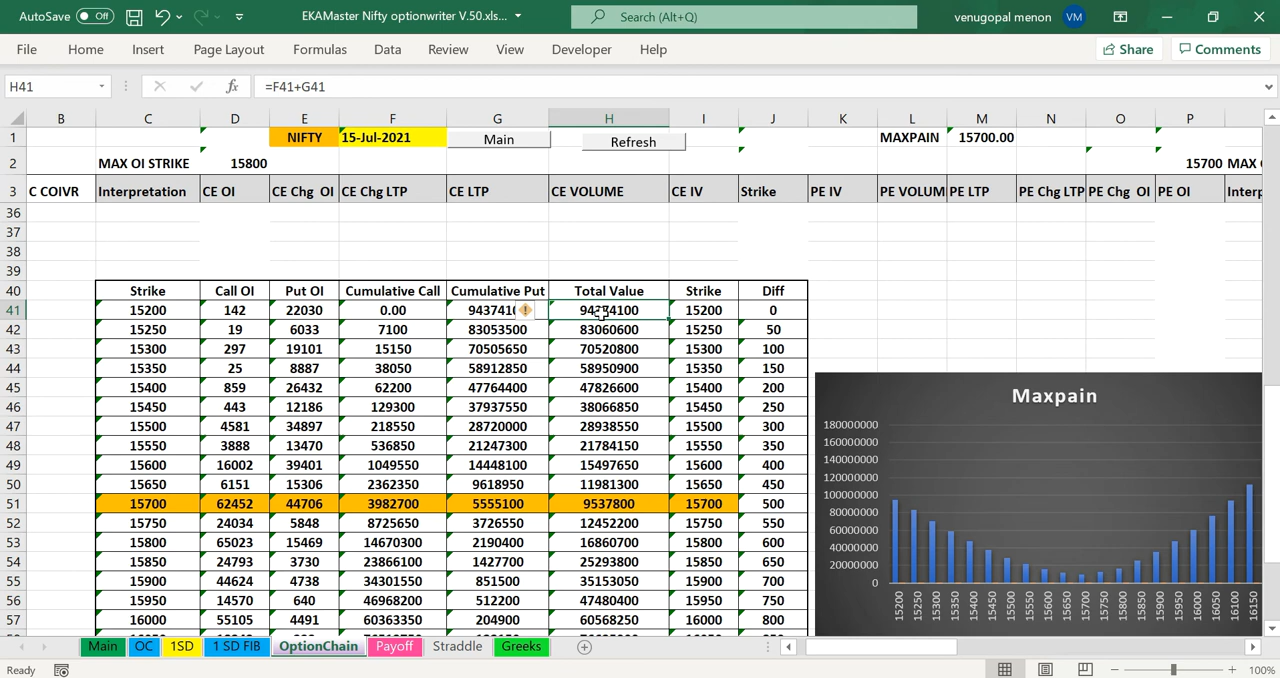 AutoSave Off EKAMaster Nifty optionwriter V.50.xls... Search (Alt+Q) venugopal menon VM
File Home Insert Page Layout Formulas Data Review View Developer Help Share Comments
H41 fx =F41+G41
B C D E F G H I J K L M N O P
1 NIFTY 15-Jul-2021 Main Refresh MAXPAIN 15700.00
2 MAX OI STRIKE 15800 15700 MAX
3 C COIVR Interpretation CE OI CE Chg OI CE Chg LTP CE LTP CE VOLUME CE IV Strike PE IV PE VOLUM PE LTP PE Chg LTP PE Chg OI PE OI Interp
36
37
38
39
40 Strike Call OI Put OI Cumulative Call Cumulative Put Total Value Strike Diff
41 15200 142 22030 0.00 15200 0
42 15250 19 6033 7100 83053500 83060600 15250 50
43 15300 297 19101 15150 70505650 70520800 15300 100
44 15350 25 8887 38050 58912850 58950900 15350 150
45 15400 859 26432 62200 47764400 47826600 15400 200
46 15450 443 12186 129300 37937550 38066850 15450 250
47 15500 4581 34897 218550 28720000 28938550 15500 300
48 15550 3888 13470 536850 21247300 21784150 15550 350
49 15600 16002 39401 1049550 14448100 15497650 15600 400
50 15650 6151 15306 2362350 9618950 11981300 15650 450
51 15700 62452 44706 3982700 5555100 9537800 15700 500
52 15750 24034 5848 8725650 3726550 12452200 15750 550
53 15800 65023 15469 14670300 2190400 16860700 15800 600
54 15850 24793 3730 23866100 1427700 25293800 15850 650
55 15900 44624 4738 34301550 851500 35153050 15900 700
56 15950 14570 640 46968200 512200 47480400 15950 750
57 16000 55105 4491 60363350 204900 60568250 16000 800
Maxpain
180000000
160000000
140000000
120000000
100000000
80000000
60000000
40000000
20000000
0
15200 15250 15300 15350 15400 15450 15500 15550 15600 15650 15700 15750 15800 15850 15900 15950 16000 16050 16100 16150
Main OC 1SD 1 SD FIB OptionChain Payoff Straddle Greeks
Ready 100%